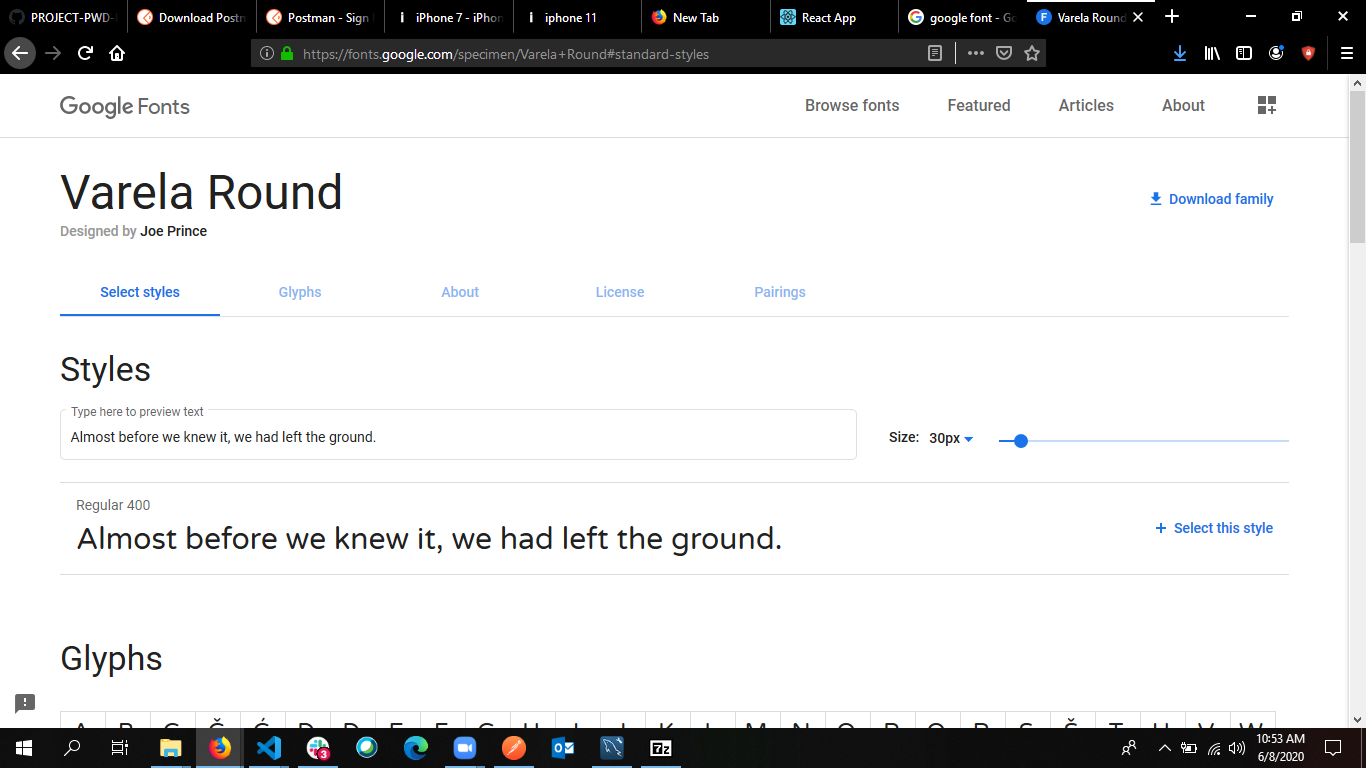 PROJECT-PWD-
Download Postm
Postman - Sign
iPhone 7 - iPhon
iphone 11
New Tab
React App
google font - Go
Varela Round
https://fonts.google.com/specimen/Varela+Round#standard-styles
Google Fonts
Browse fonts
Featured
Articles
About
Varela Round
Download family
Designed by Joe Prince
Select styles
Glyphs
About
License
Pairings
Styles
Type here to preview text
Almost before we knew it, we had left the ground.
Size: 30px
Regular 400
Almost before we knew it, we had left the ground.
+ Select this style
Glyphs
A B C Č Ć D Đ E F G H I J K L M N O P Q R S Š T U V W
3
7z
10:53 AM
6/8/2020